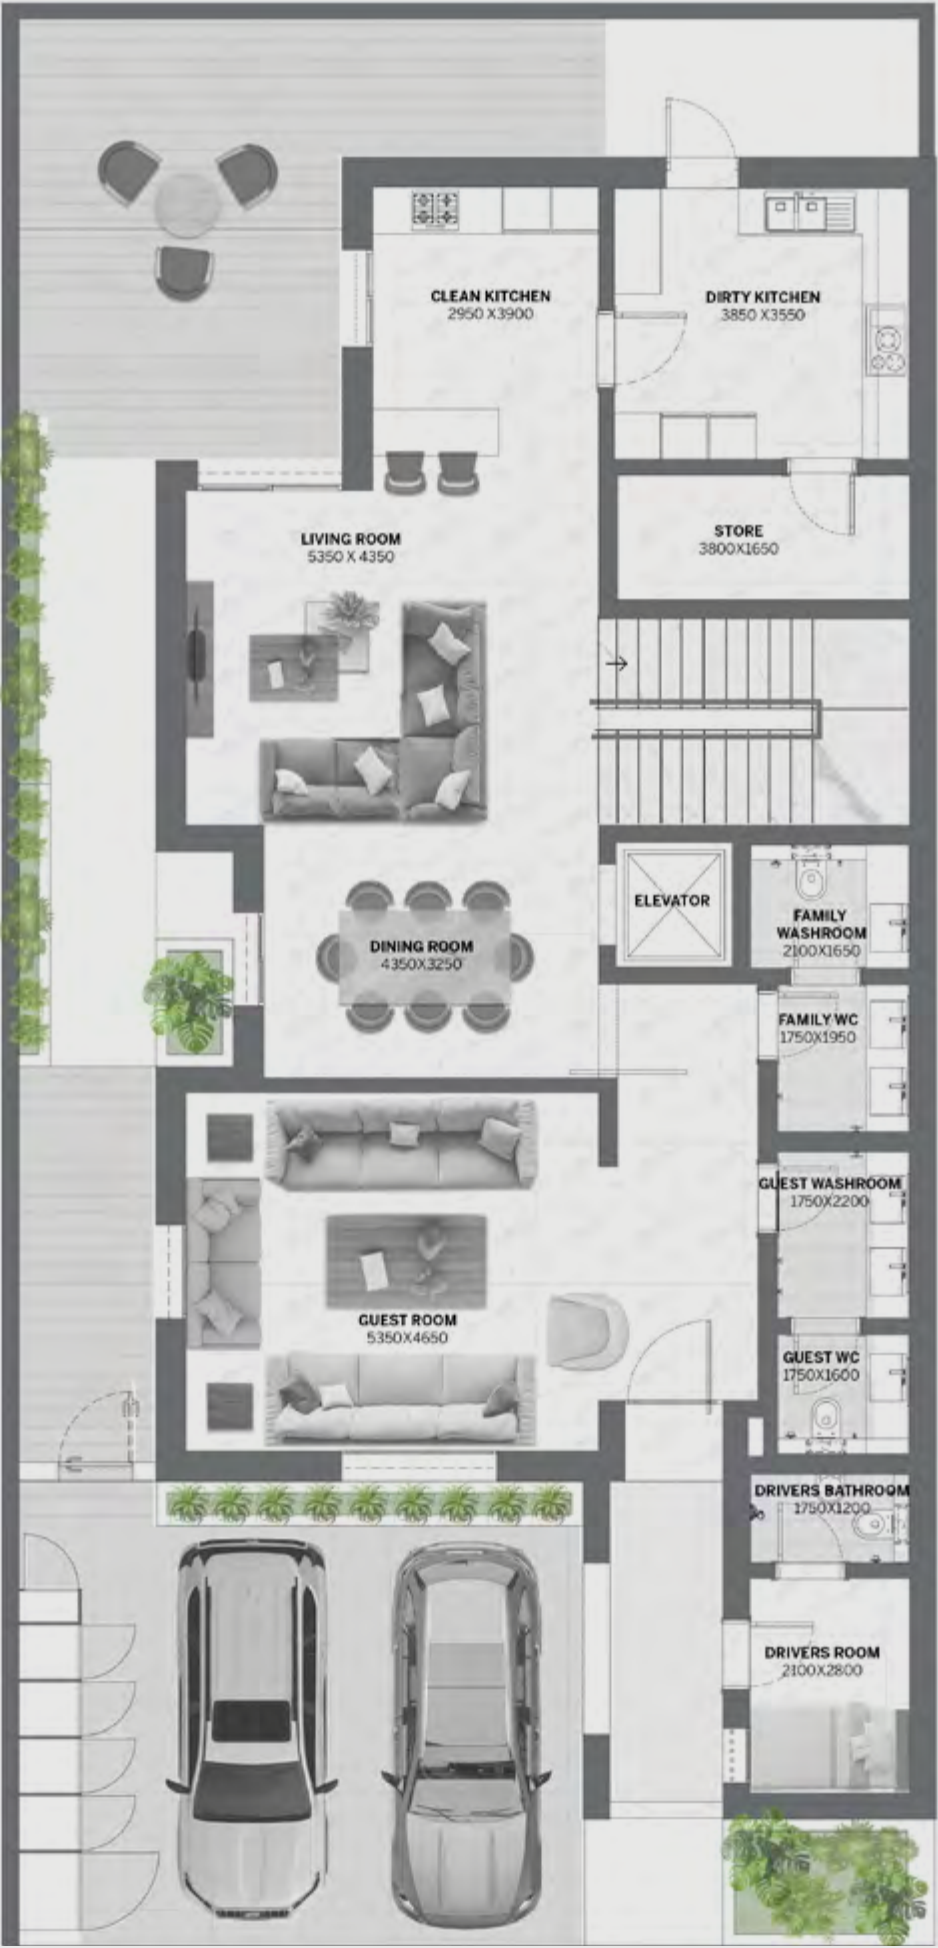 CLEAN KITCHEN
2950 X3900
DIRTY KITCHEN
3850 X3550
LIVING ROOM
5350 X 4350
STORE
3800X1650
ELEVATOR
FAMILY
WASHROOM
2100X1650
DINING ROOM
4350X3250
FAMILY WC
1750X1950
GUEST WASHROOM
1750X2200
GUEST ROOM
5350X4650
GUEST WC
1750X1600
DRIVERS BATHROOM
1750X1200
DRIVERS ROOM
2100X2800